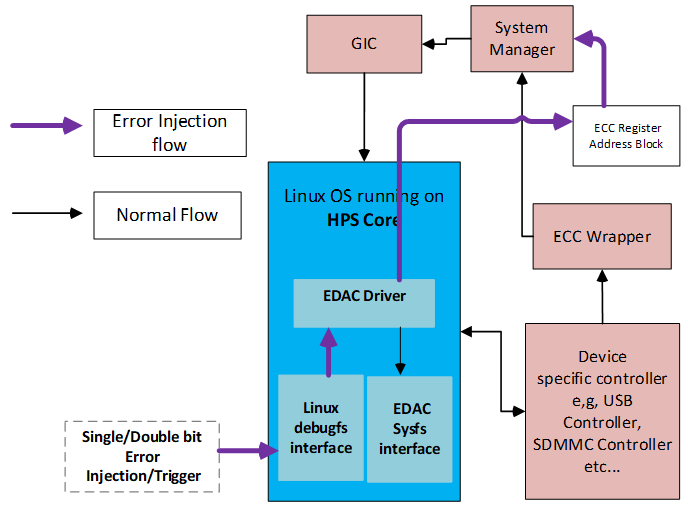 GIC
System
Manager
Error Injection
flow
ECC Register
Address Block
Normal Flow
Linux OS running on
HPS Core
ECC Wrapper
EDAC Driver
Device
specific controller
e,g, USB
Controller,
SDMMC Controller
etc...
Linux
debugfs
interface
EDAC
Sysfs
interface
Single/Double bit
Error
Injection/Trigger